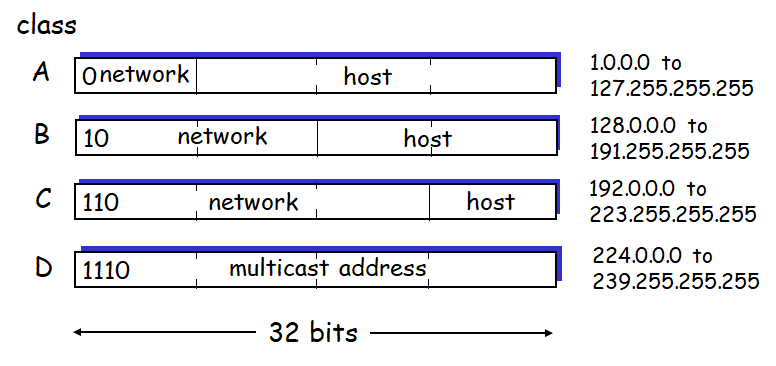 class
A
0 network
host
1.0.0.0 to
127.255.255.255
B
10
network
host
128.0.0.0 to
191.255.255.255
C
110
network
host
192.0.0.0 to
223.255.255.255
D
1110
multicast address
224.0.0.0 to
239.255.255.255
32 bits